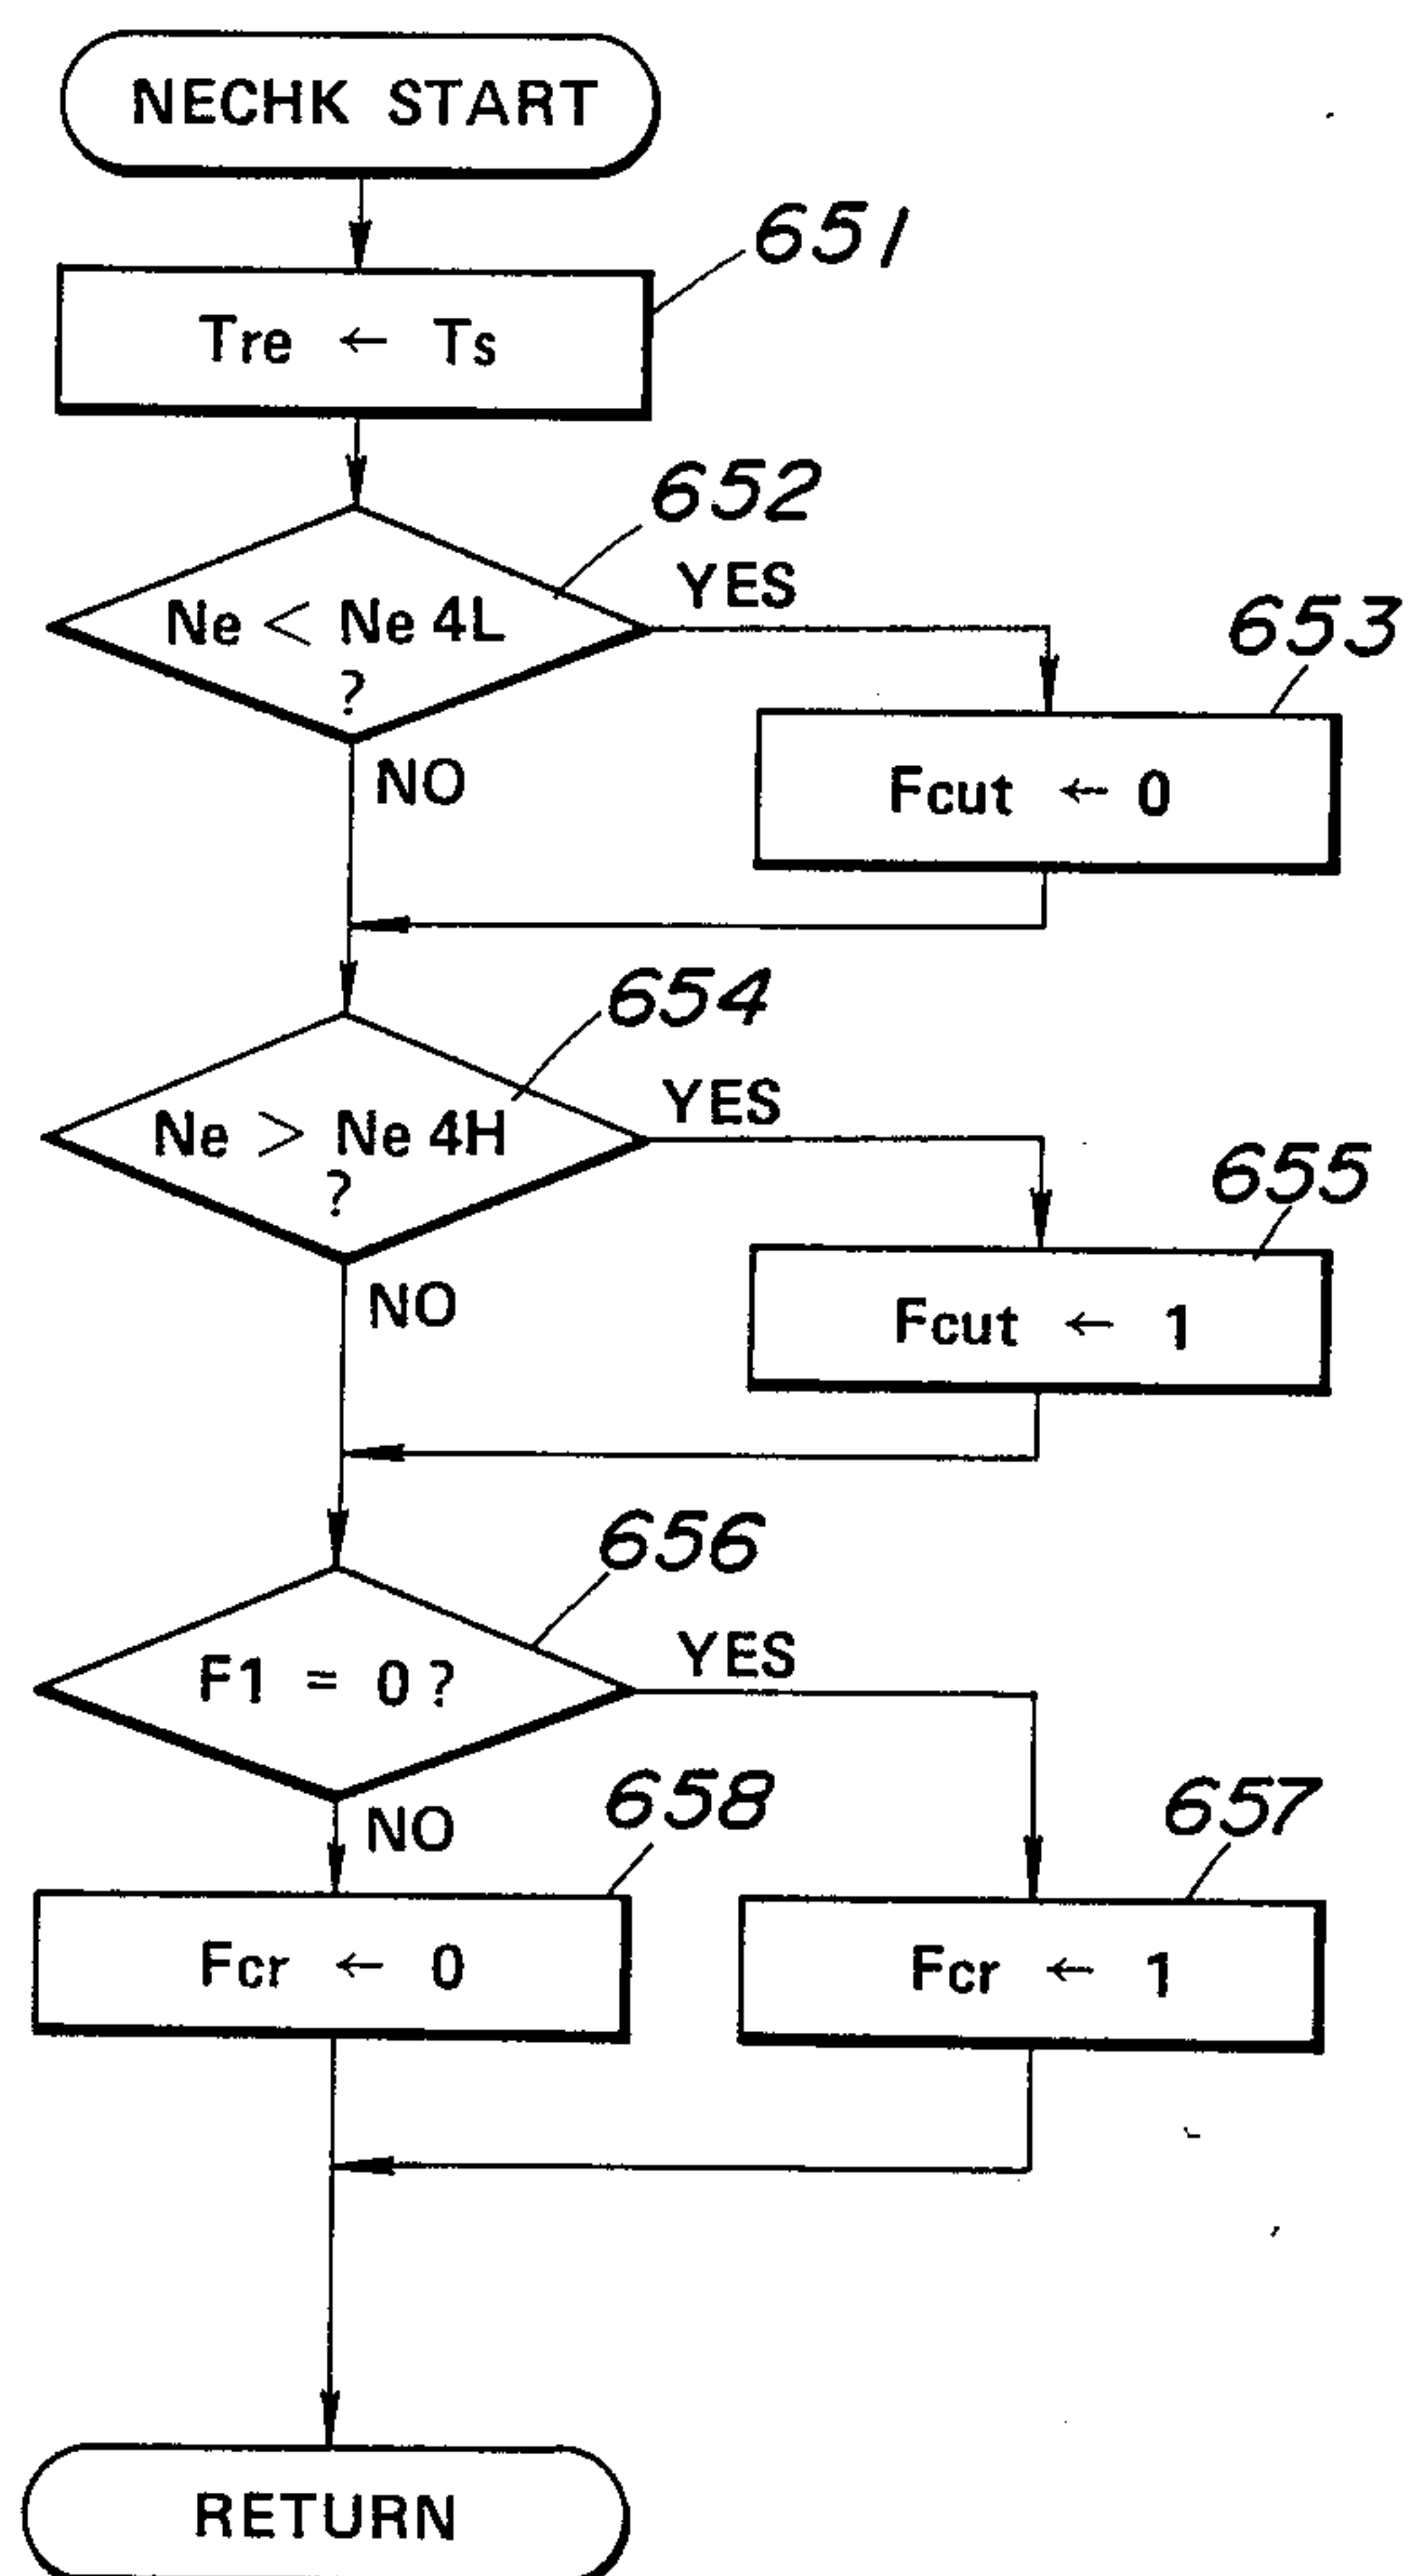 NECHK START
651
Tre ← Ts
652
Ne < Ne 4L
?
YES
653
NO
Fcut ← 0
654
Ne > Ne 4H
?
YES
655
NO
Fcut ← 1
656
F1 = 0 ?
YES
NO
658
657
Fcr ← 0
Fcr ← 1
RETURN